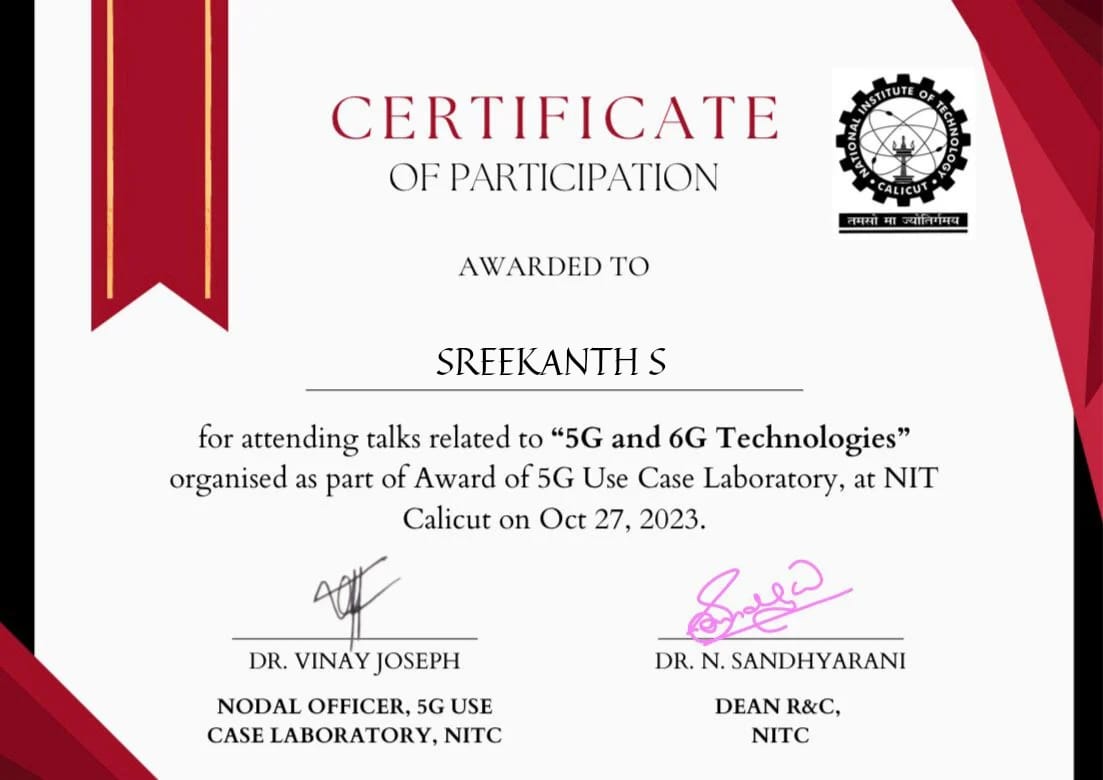 CERTIFICATE
OF PARTICIPATION
NATIONAL INSTITUTE OF TECHNOLOGY
• CALICUT •
तमसो मा ज्योतिर्गमय
AWARDED TO
SREEKANTH S
for attending talks related to “5G and 6G Technologies”
organised as part of Award of 5G Use Case Laboratory, at NIT
Calicut on Oct 27, 2023.
DR. VINAY JOSEPH
NODAL OFFICER, 5G USE
CASE LABORATORY, NITC
DR. N. SANDHYARANI
DEAN R&C,
NITC